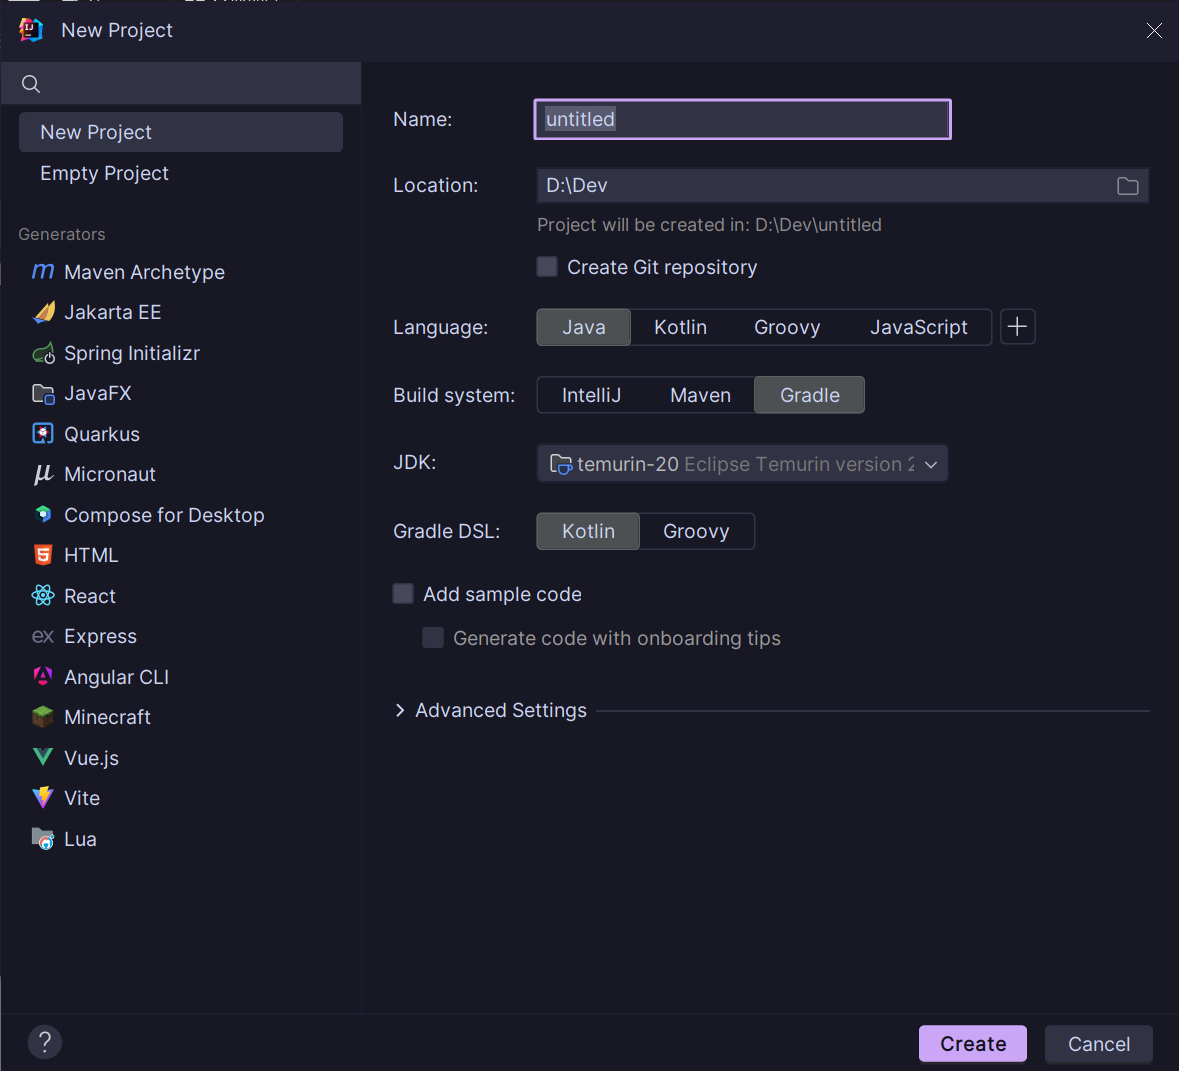 New Project
New Project
Empty Project
Generators
Maven Archetype
Jakarta EE
Spring Initializr
JavaFX
Quarkus
Micronaut
Compose for Desktop
HTML
React
ex Express
Angular CLI
Minecraft
Vue.js
Vite
Lua
Name: untitled
Location: D:\Dev
Project will be created in: D:\Dev\untitled
Create Git repository
Language: Java Kotlin Groovy JavaScript
Build system: IntelliJ Maven Gradle
JDK: temurin-20 Eclipse Temurin version
Gradle DSL: Kotlin Groovy
Add sample code
Generate code with onboarding tips
Advanced Settings
? Create Cancel